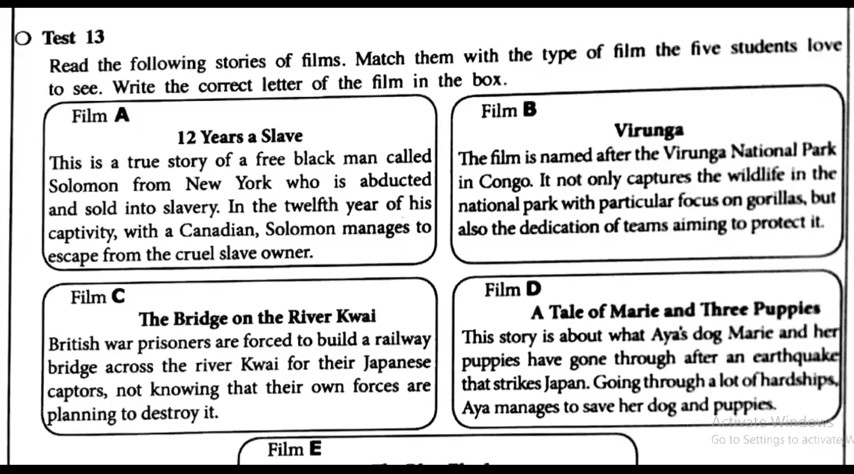 Test 13
Read the following stories of films. Match them with the type of film the five students love
to see. Write the correct letter of the film in the box.
Film A
12 Years a Slave
This is a true story of a free black man called
Solomon from New York who is abducted
and sold into slavery. In the twelfth year of his
captivity, with a Canadian, Solomon manages to
escape from the cruel slave owner.
Film B
Virunga
The film is named after the Virunga National Park
in Congo. It not only captures the wildlife in the
national park with particular focus on gorillas, but
also the dedication of teams aiming to protect it.
Film C
The Bridge on the River Kwai
British war prisoners are forced to build a railway
bridge across the river Kwai for their Japanese
captors, not knowing that their own forces are
planning to destroy it.
Film D
A Tale of Marie and Three Puppies
This story is about what Aya's dog Marie and her
puppies have gone through after an earthquake
that strikes Japan. Going through a lot of hardships,
Aya manages to save her dog and puppies.
Activate Windows
Go to Settings to activate W
Film E